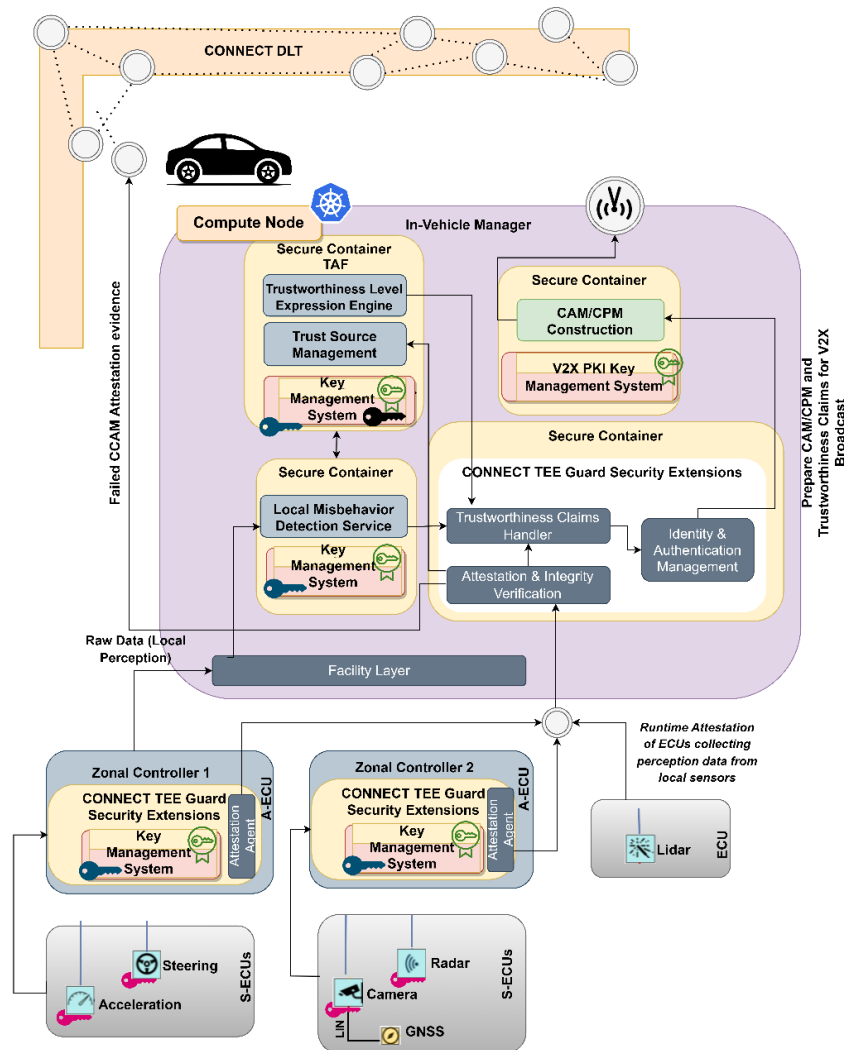 CONNECT DLT
Compute Node
In-Vehicle Manager
Secure Container
TAF
Trustworthiness Level
Expression Engine
Trust Source
Management
Key
Management
System
Secure Container
CAM/CPM
Construction
V2X PKI Key
Management System
Failed CCAM Attestation evidence
Prepare CAM/CPM and
Trustworthiness Claims for V2X
Broadcast
Secure Container
Local Misbehavior
Detection Service
Key
Management
System
Secure Container
CONNECT TEE Guard Security Extensions
Trustworthiness Claims
Handler
Identity &
Authentication
Management
Attestation & Integrity
Verification
Raw Data (Local
Perception)
Facility Layer
Runtime Attestation
of ECUs collecting
perception data from
local sensors
Zonal Controller 1
CONNECT TEE Guard
Security Extensions
Key
Management
System
Attestation
Agent
A-ECU
Zonal Controller 2
CONNECT TEE Guard
Security Extensions
Key
Management
System
Attestation
Agent
A-ECU
Lidar
ECU
Steering
Acceleration
S-ECUs
Radar
Camera
LIN
GNSS
S-ECUs